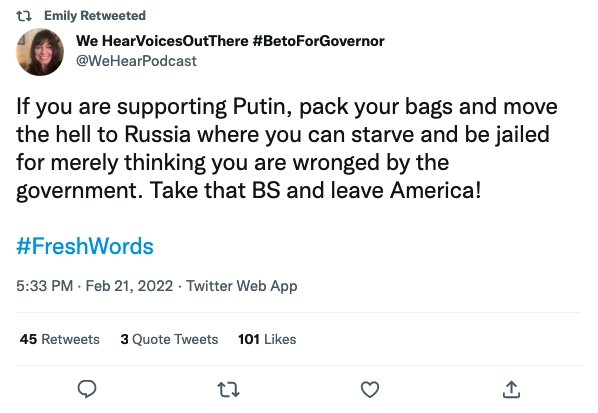 Emily Retweeted
We HearVoicesOutThere #BetoForGovernor
@WeHearPodcast
If you are supporting Putin, pack your bags and move
the hell to Russia where you can starve and be jailed
for merely thinking you are wronged by the
government. Take that BS and leave America!
#FreshWords
5:33 PM · Feb 21, 2022 · Twitter Web App
45 Retweets 3 Quote Tweets 101 Likes